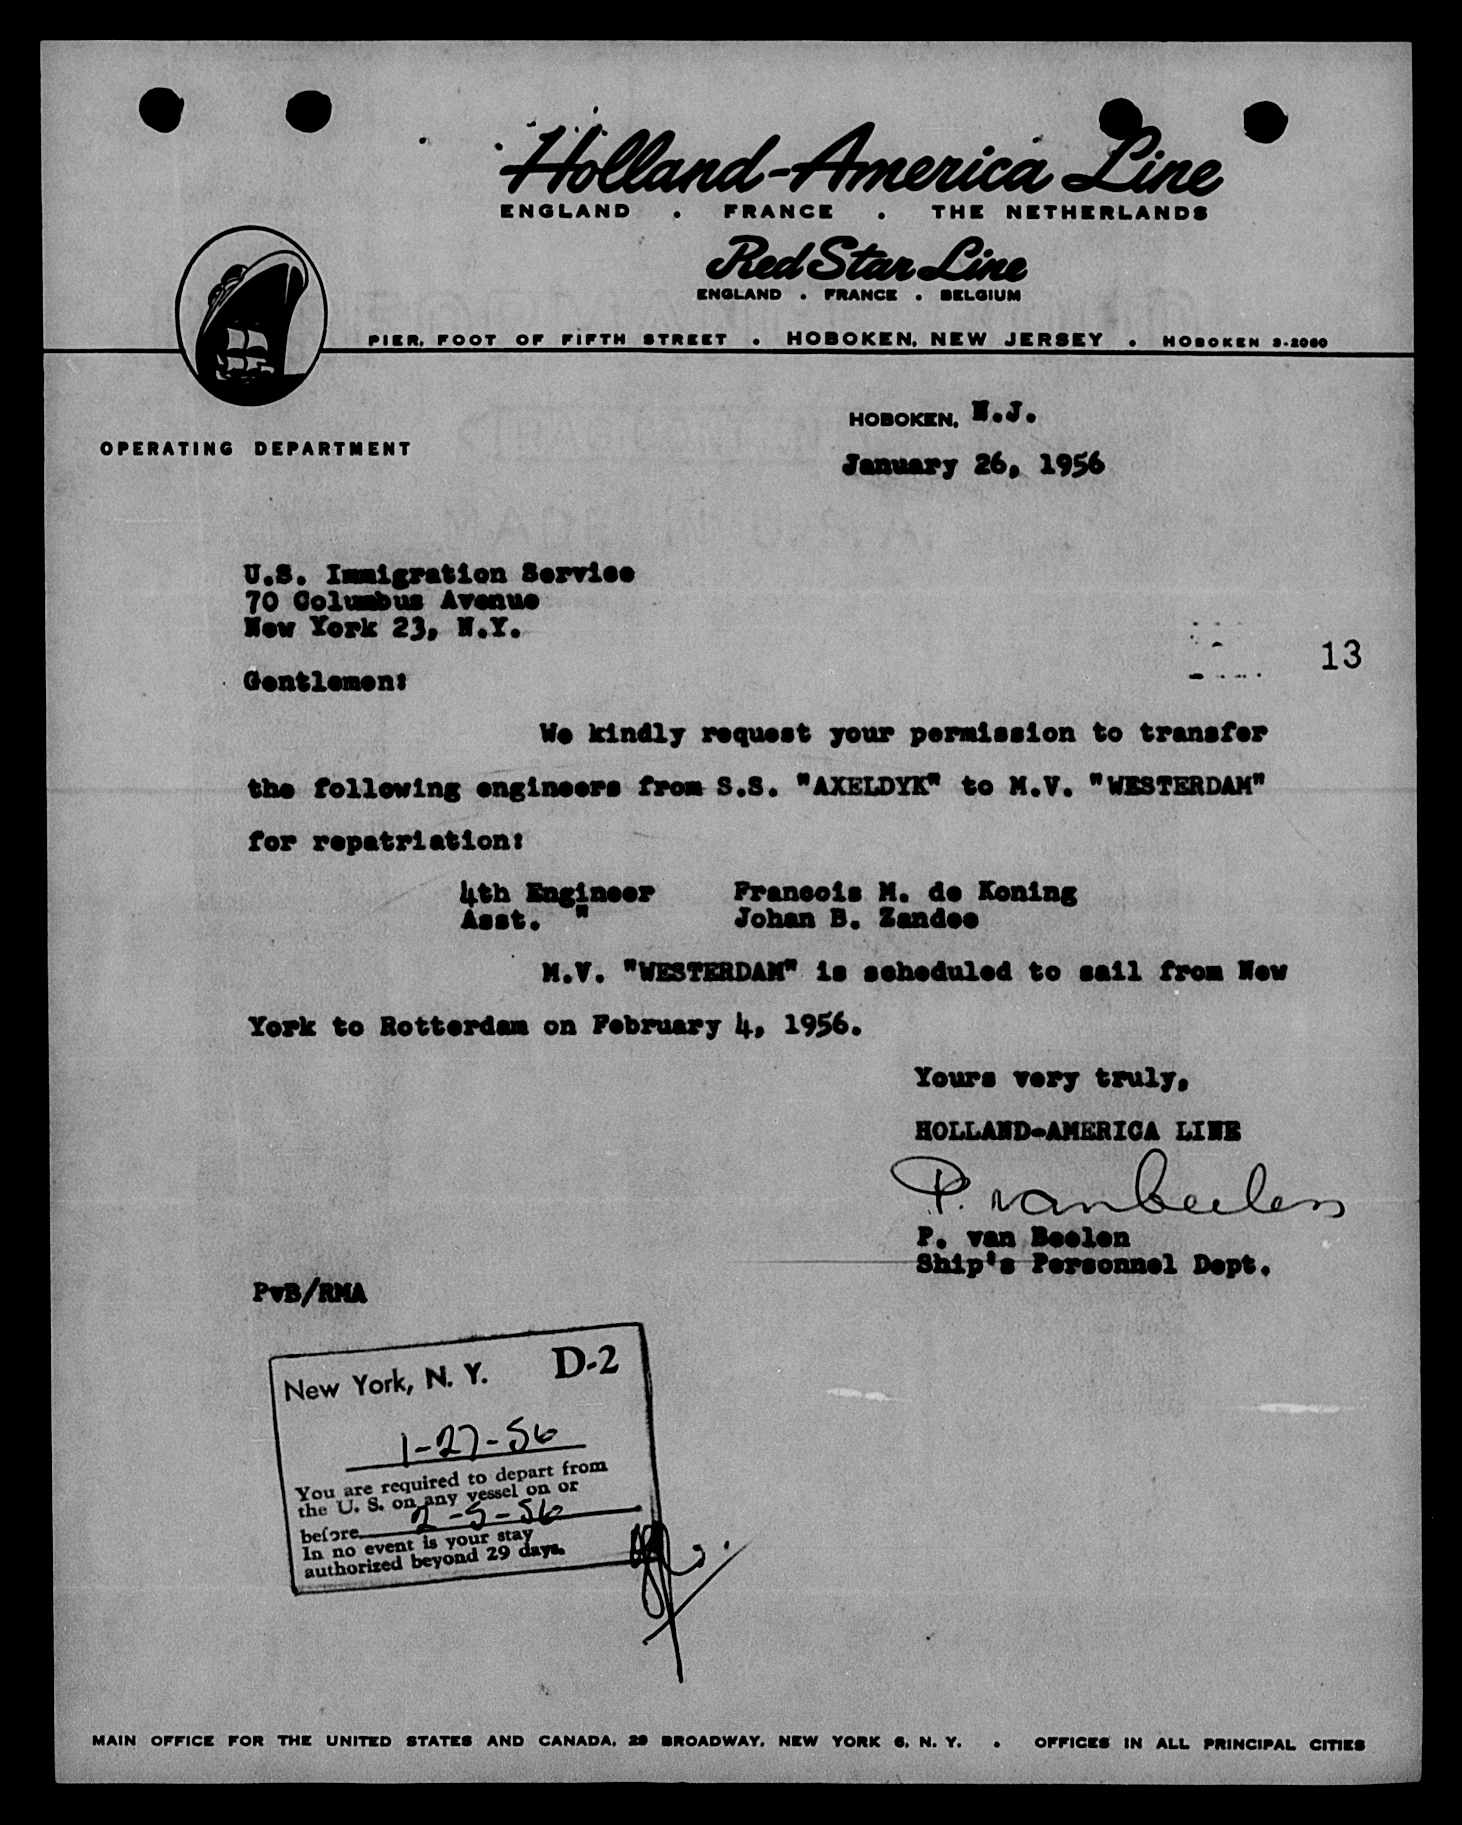 Holland-America Line
ENGLAND . FRANCE . THE NETHERLANDS
Red Star Line
ENGLAND . FRANCE . BELGIUM
PIER, FOOT OF FIFTH STREET . HOBOKEN, NEW JERSEY . HOBOKEN 3-2060
OPERATING DEPARTMENT
HOBOKEN, N.J.
January 26, 1956
U.S. Immigration Service
70 Columbus Avenue
New York 23, N.Y.
13
Gentlemen:
We kindly request your permission to transfer
the following engineers from S.S. "AXELDYK" to M.V. "WESTERDAM"
for repatriation:
4th Engineer Francois M. de Koning
Asst. " Johan B. Zandee
M.V. "WESTERDAM" is scheduled to sail from New
York to Rotterdam on February 4, 1956.
Yours very truly,
HOLLAND-AMERICA LINE
P. van Beelen
P. van Beelen
Ship's Personnel Dept.
PvB/RMA
New York, N. Y. D-2
1-27-56
You are required to depart from
the U. S. on any vessel on or
before 2-5-56
In no event is your stay
authorized beyond 29 days.
MAIN OFFICE FOR THE UNITED STATES AND CANADA, 29 BROADWAY, NEW YORK 6, N. Y. . OFFICES IN ALL PRINCIPAL CITIES